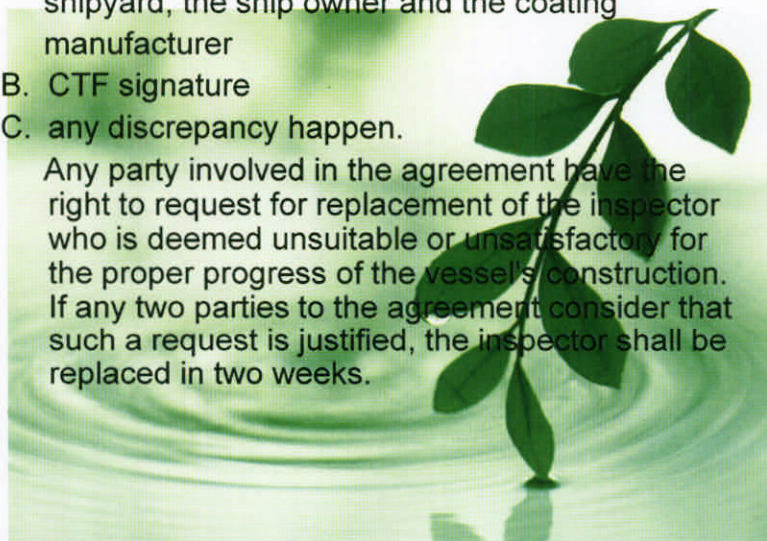 shipyard, the ship owner and the coating
manufacturer
B. CTF signature
C. any discrepancy happen.
Any party involved in the agreement have the
right to request for replacement of the inspector
who is deemed unsuitable or unsatisfactory for
the proper progress of the vessel's construction.
If any two parties to the agreement consider that
such a request is justified, the inspector shall be
replaced in two weeks.